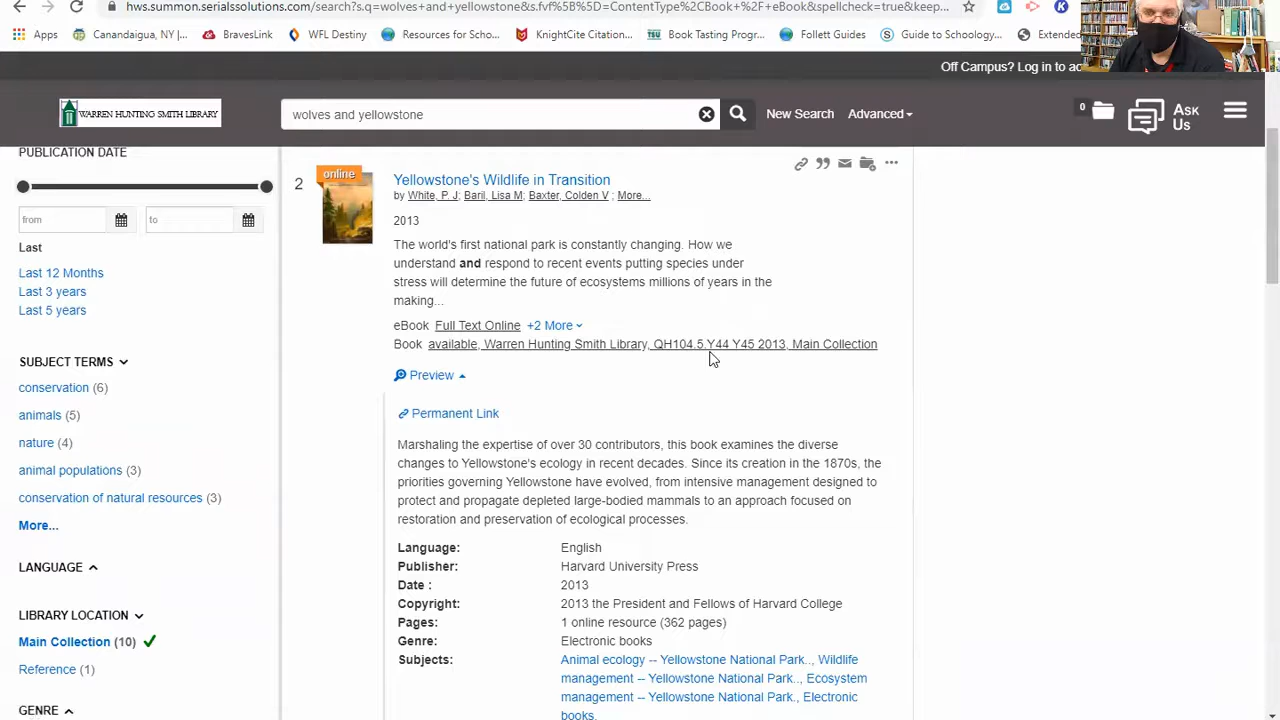 hws.summon.serialssolutions.com/search?s.q=wolves+and+yellowstone&s.fvf%5B%5D=ContentType%2CBook+%2F+eBook&spellcheck=true&keep...
Apps
Canandaigua, NY |...
BravesLink
WFL Destiny
Resources for Scho...
KnightCite Citation...
Book Tasting Progr...
Follett Guides
Guide to Schoology...
Extended
Off Campus? Log in to
WARREN HUNTING SMITH LIBRARY
wolves and yellowstone
New Search
Advanced
0
Ask
Us
PUBLICATION DATE
from
to
Last
Last 12 Months
Last 3 years
Last 5 years
SUBJECT TERMS
conservation (6)
animals (5)
nature (4)
animal populations (3)
conservation of natural resources (3)
More...
LANGUAGE
LIBRARY LOCATION
Main Collection (10)
Reference (1)
GENRE
2
online
Yellowstone's Wildlife in Transition
by White, P. J; Baril, Lisa M; Baxter, Colden V ; More...
2013
The world's first national park is constantly changing. How we
understand and respond to recent events putting species under
stress will determine the future of ecosystems millions of years in the
making...
eBook Full Text Online +2 More
Book available, Warren Hunting Smith Library, QH104.5.Y44 Y45 2013, Main Collection
Preview
Permanent Link
Marshaling the expertise of over 30 contributors, this book examines the diverse
changes to Yellowstone's ecology in recent decades. Since its creation in the 1870s, the
priorities governing Yellowstone have evolved, from intensive management designed to
protect and propagate depleted large-bodied mammals to an approach focused on
restoration and preservation of ecological processes.
Language: English
Publisher: Harvard University Press
Date : 2013
Copyright: 2013 the President and Fellows of Harvard College
Pages: 1 online resource (362 pages)
Genre: Electronic books
Subjects: Animal ecology -- Yellowstone National Park.., Wildlife
management -- Yellowstone National Park.., Ecosystem
management -- Yellowstone National Park., Electronic
books.